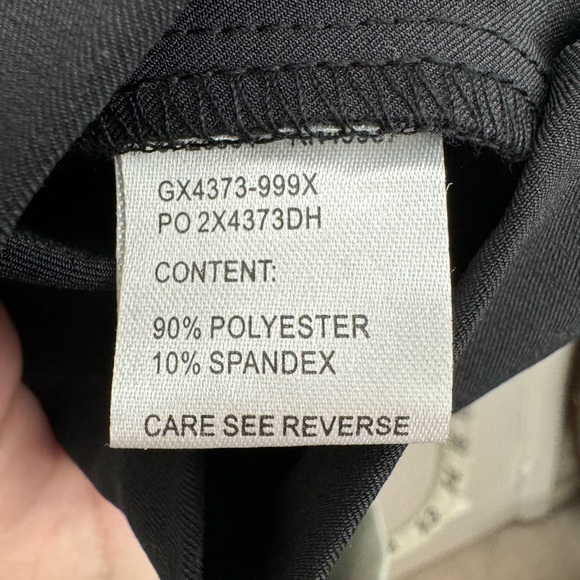 GX4373-999X
PO 2X4373DH
CONTENT:
90% POLYESTER
10% SPANDEX
CARE SEE REVERSE